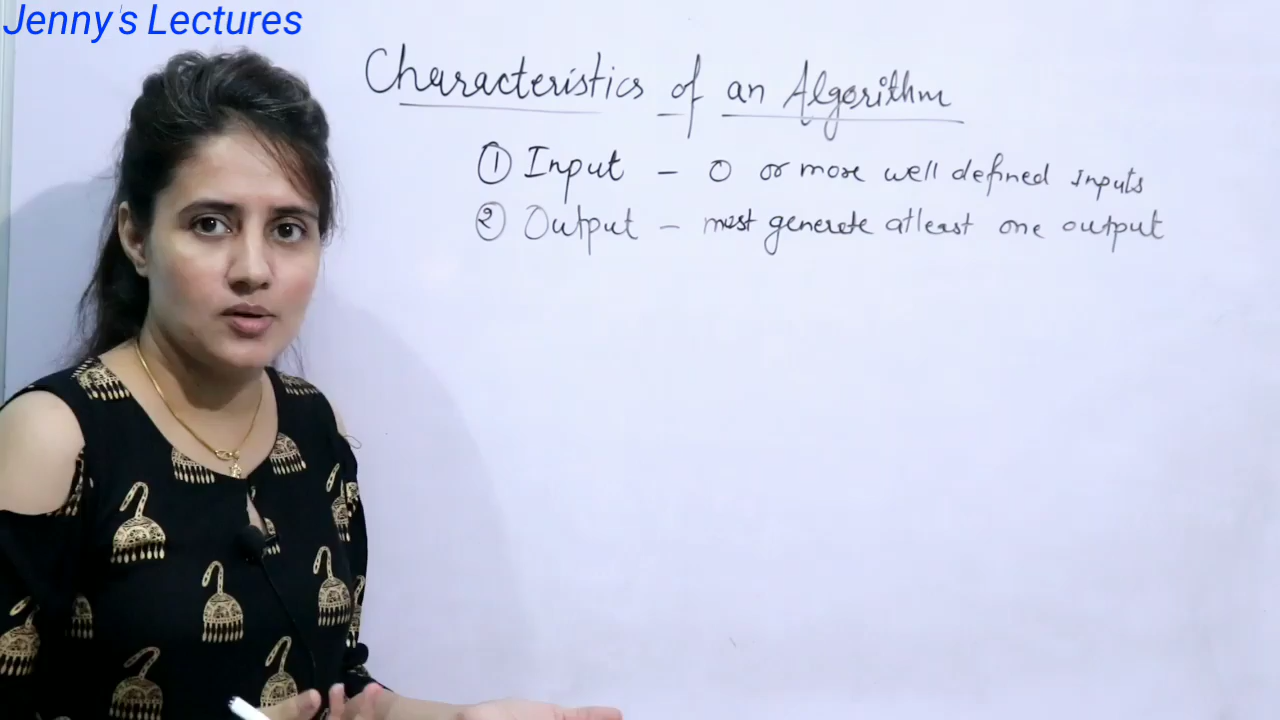 Jenny's Lectures
Characteristics of an Algorithm
① Input - 0 or more well defined Inputs
② Output - must generate atleast one output